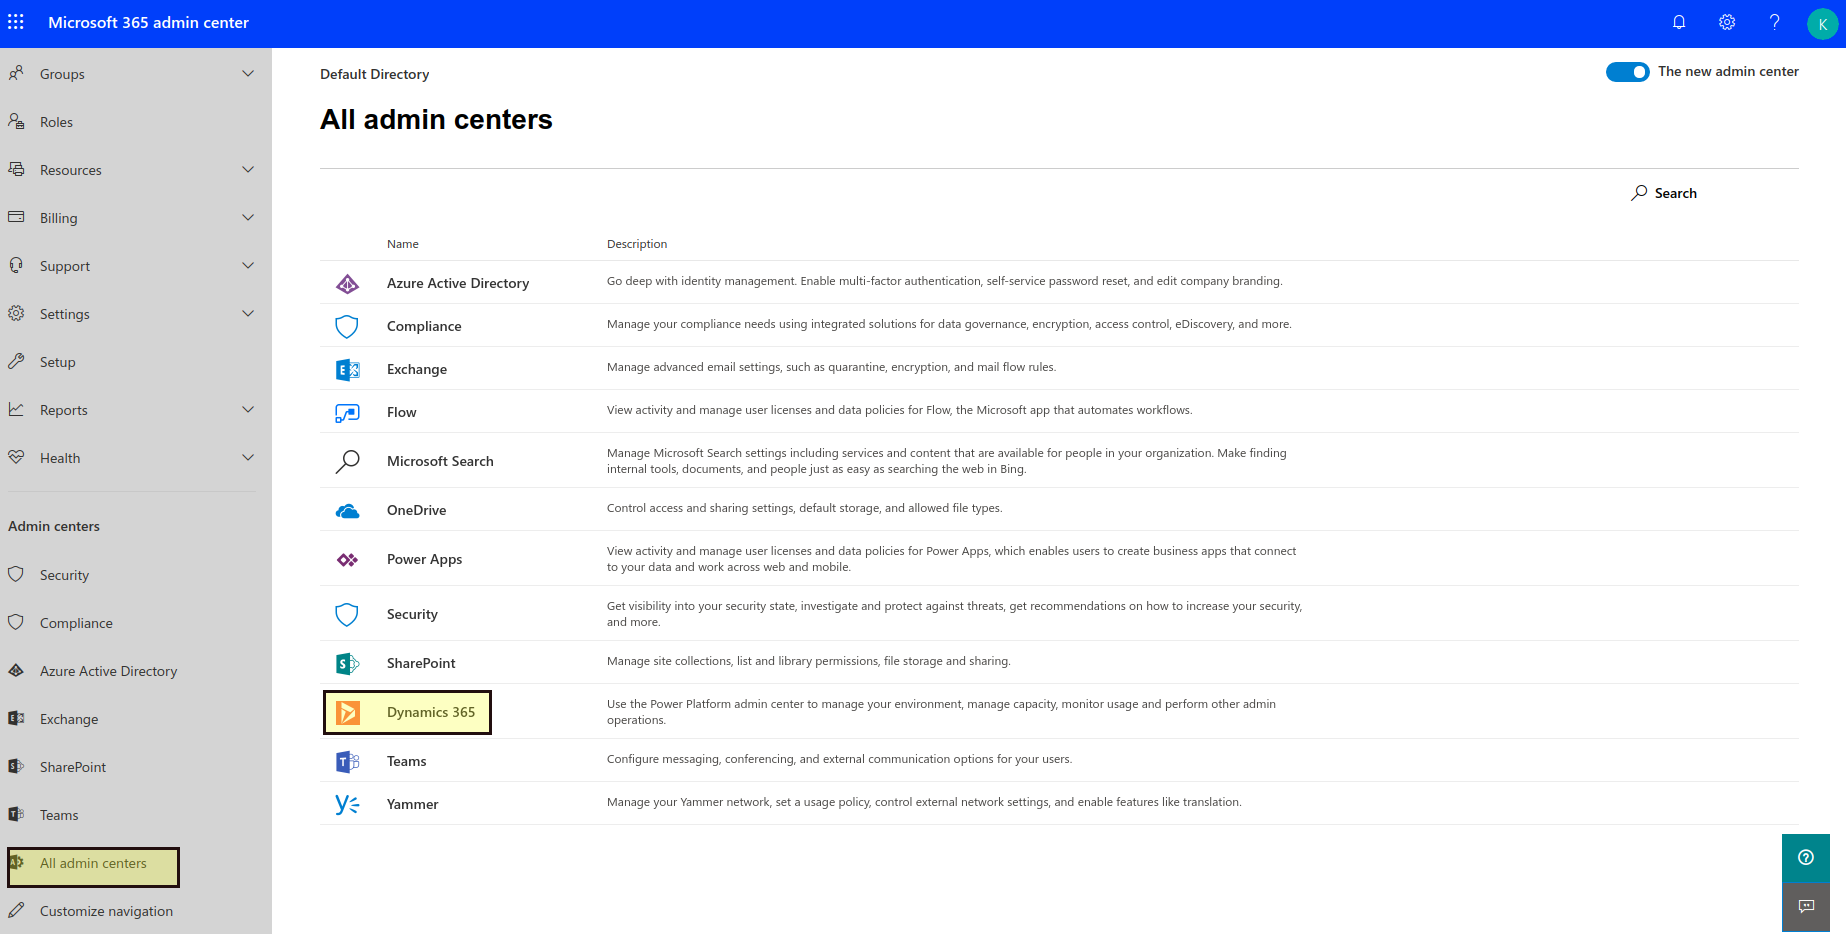 Microsoft 365 admin center
K
Groups
Roles
Resources
Billing
Support
Settings
Setup
Reports
Health
Admin centers
Security
Compliance
Azure Active Directory
Exchange
SharePoint
Teams
All admin centers
Customize navigation
Default Directory
The new admin center
All admin centers
Search
Name Description
Azure Active Directory Go deep with identity management. Enable multi-factor authentication, self-service password reset, and edit company branding.
Compliance Manage your compliance needs using integrated solutions for data governance, encryption, access control, eDiscovery, and more.
Exchange Manage advanced email settings, such as quarantine, encryption, and mail flow rules.
Flow View activity and manage user licenses and data policies for Flow, the Microsoft app that automates workflows.
Microsoft Search Manage Microsoft Search settings including services and content that are available for people in your organization. Make finding
internal tools, documents, and people just as easy as searching the web in Bing.
OneDrive Control access and sharing settings, default storage, and allowed file types.
Power Apps View activity and manage user licenses and data policies for Power Apps, which enables users to create business apps that connect
to your data and work across web and mobile.
Security Get visibility into your security state, investigate and protect against threats, get recommendations on how to increase your security,
and more.
SharePoint Manage site collections, list and library permissions, file storage and sharing.
Dynamics 365 Use the Power Platform admin center to manage your environment, manage capacity, monitor usage and perform other admin
operations.
Teams Configure messaging, conferencing, and external communication options for your users.
Yammer Manage your Yammer network, set a usage policy, control external network settings, and enable features like translation.